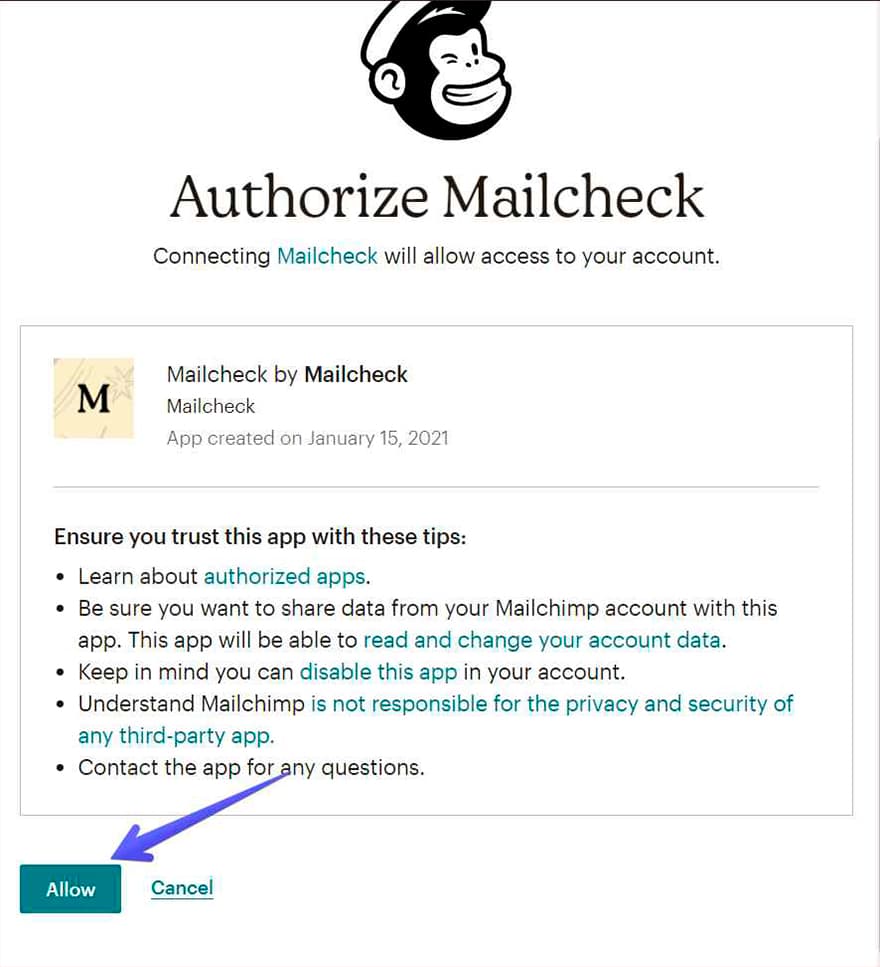 Authorize Mailcheck
Connecting Mailcheck will allow access to your account.
M
Mailcheck by Mailcheck
Mailcheck
App created on January 15, 2021
Ensure you trust this app with these tips:
• Learn about authorized apps.
• Be sure you want to share data from your Mailchimp account with this
app. This app will be able to read and change your account data.
• Keep in mind you can disable this app in your account.
• Understand Mailchimp is not responsible for the privacy and security of
any third-party app.
• Contact the app for any questions.
Allow Cancel